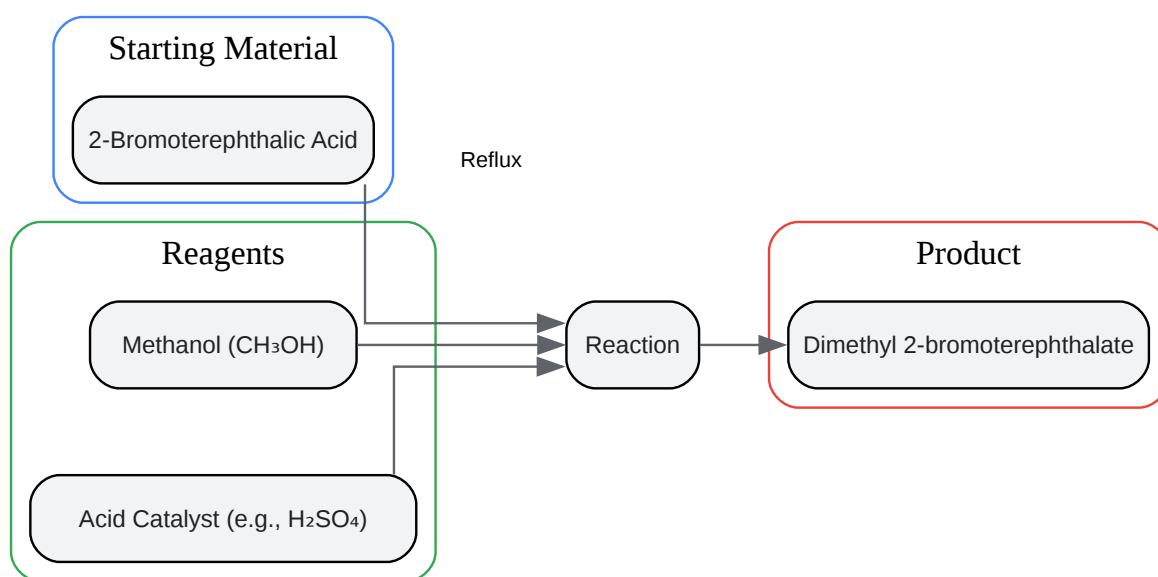 Starting Material
2-Bromoterephthalic Acid
Reflux
Reagents
Methanol (CH₃OH)
Acid Catalyst (e.g., H₂SO₄)
Reaction
Product
Dimethyl 2-bromoterephthalate